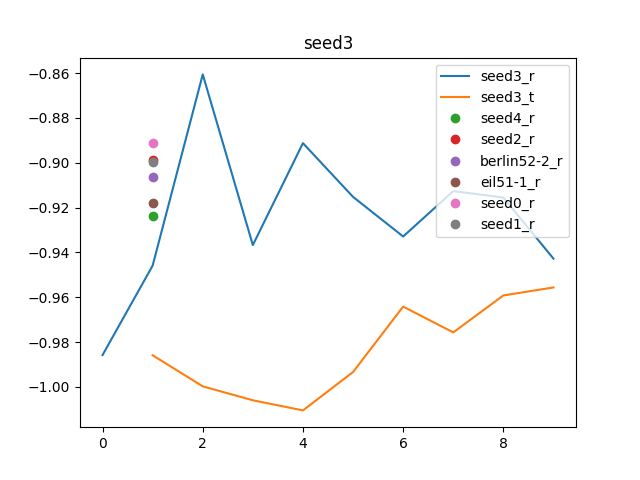 seed3
−0.86
−0.88
−0.90
−0.92
−0.94
−0.96
−0.98
−1.00
0
2
4
6
8
seed3_r
seed3_t
seed4_r
seed2_r
berlin52-2_r
eil51-1_r
seed0_r
seed1_r